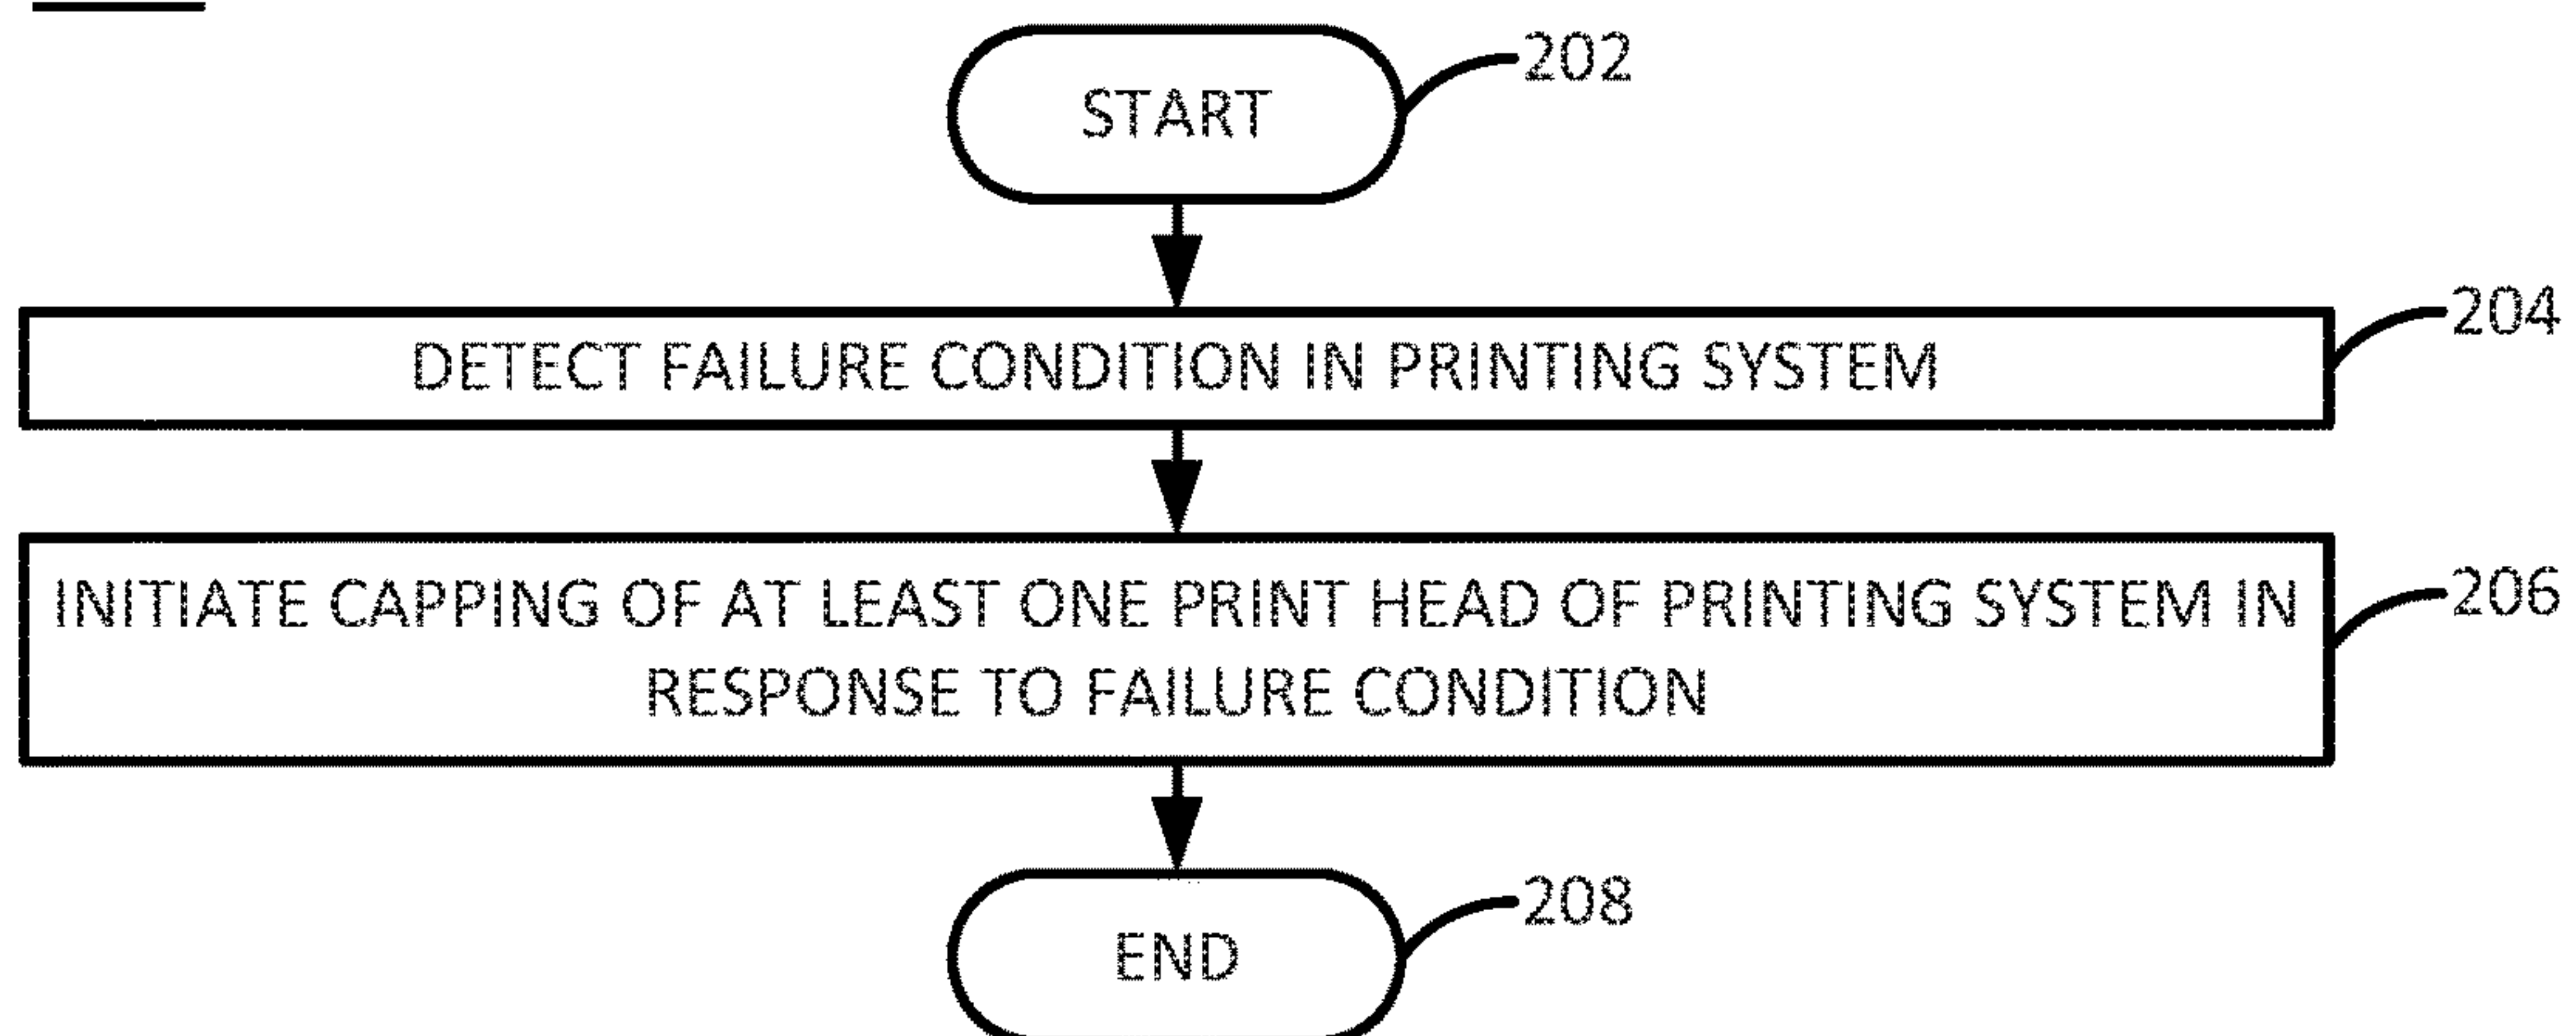 START
202
DETECT FAILURE CONDITION IN PRINTING SYSTEM
204
INITIATE CAPPING OF AT LEAST ONE PRINT HEAD OF PRINTING SYSTEM IN
RESPONSE TO FAILURE CONDITION
206
END
208